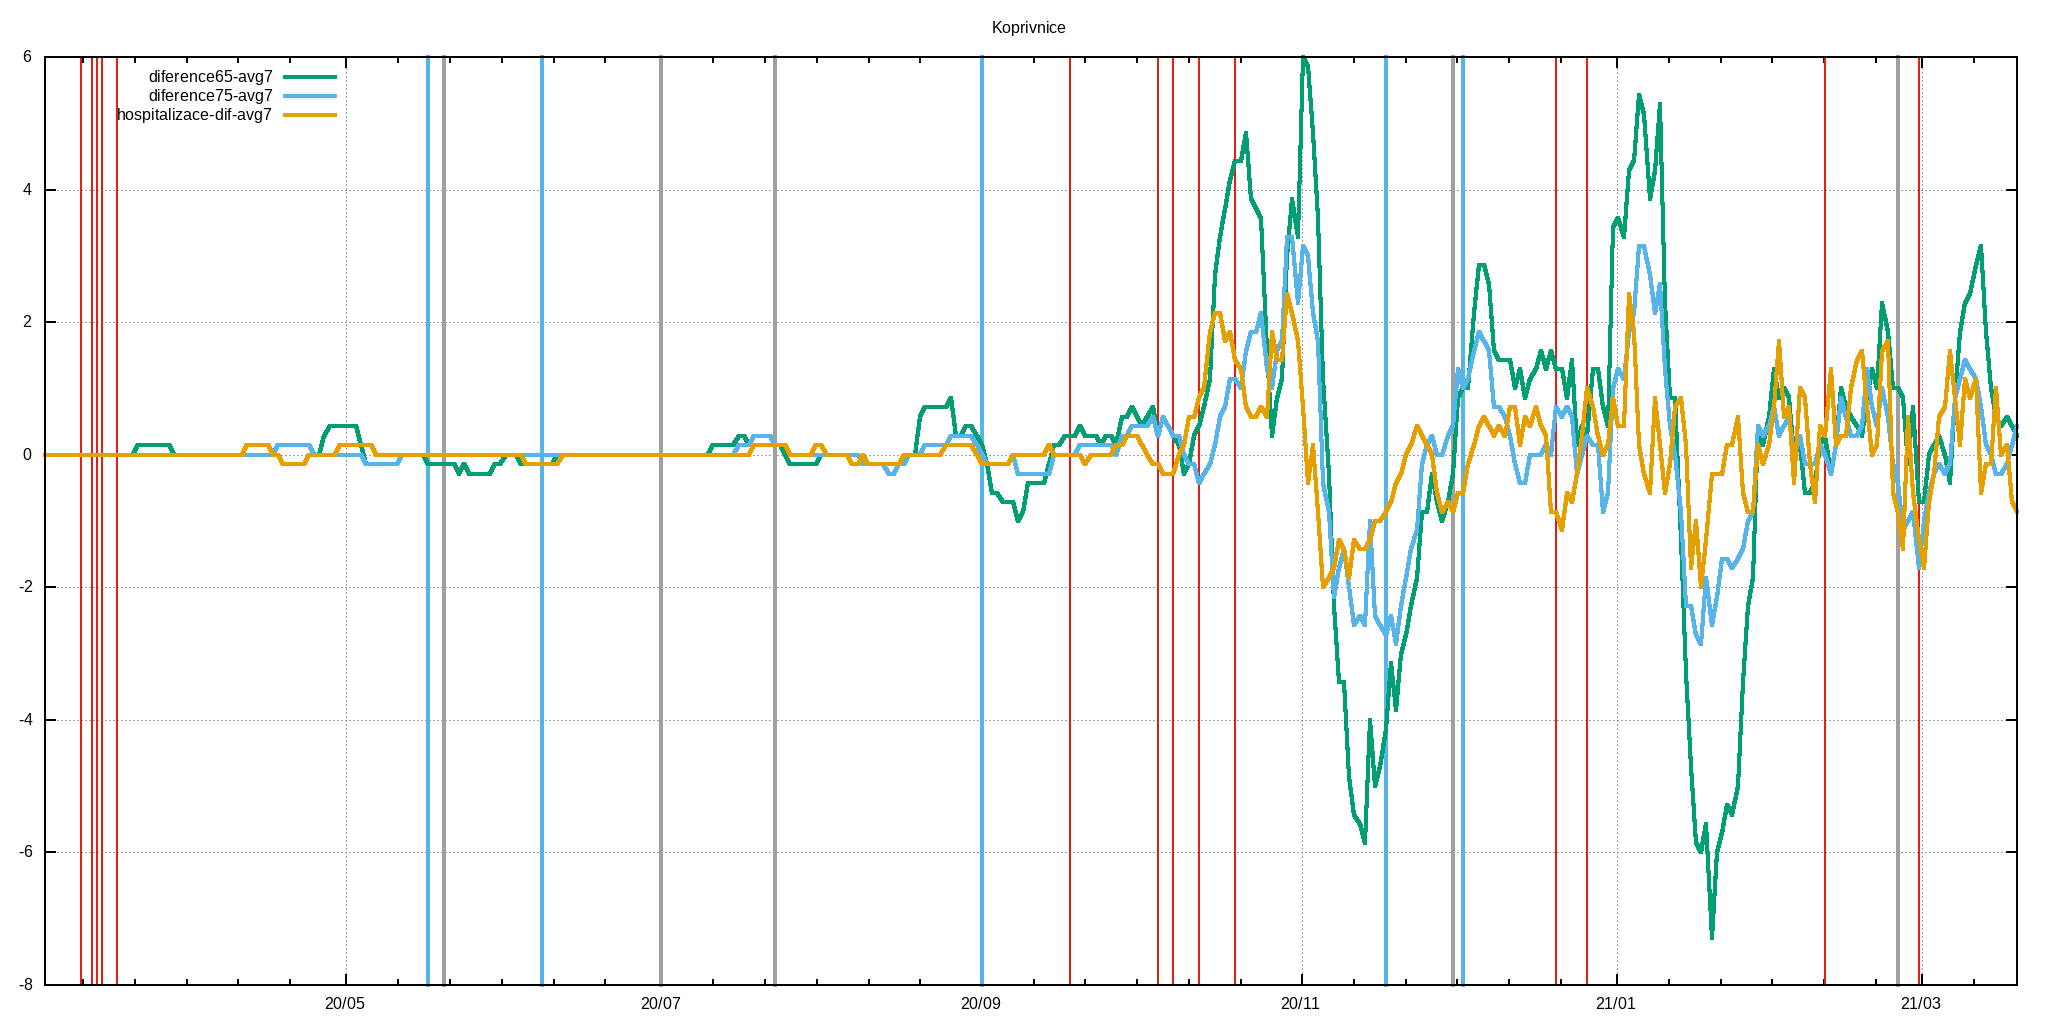 Koprivnice
6
diference65-avg7
diference75-avg7
hospitalizace-dif-avg7
4
2
0
-2
-4
-6
-8
20/05 20/07 20/09 20/11 21/01 21/03